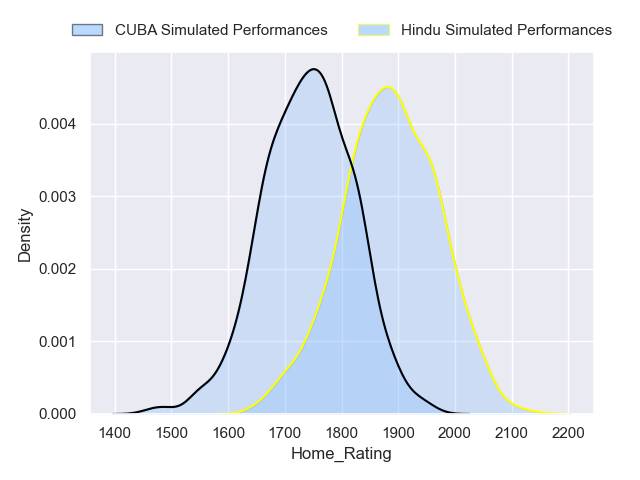 CUBA Simulated Performances Hindu Simulated Performances
0.004
0.003
0.002
0.001
0.000
Density
1400 1500 1600 1700 1800 1900 2000 2100 2200
Home_Rating